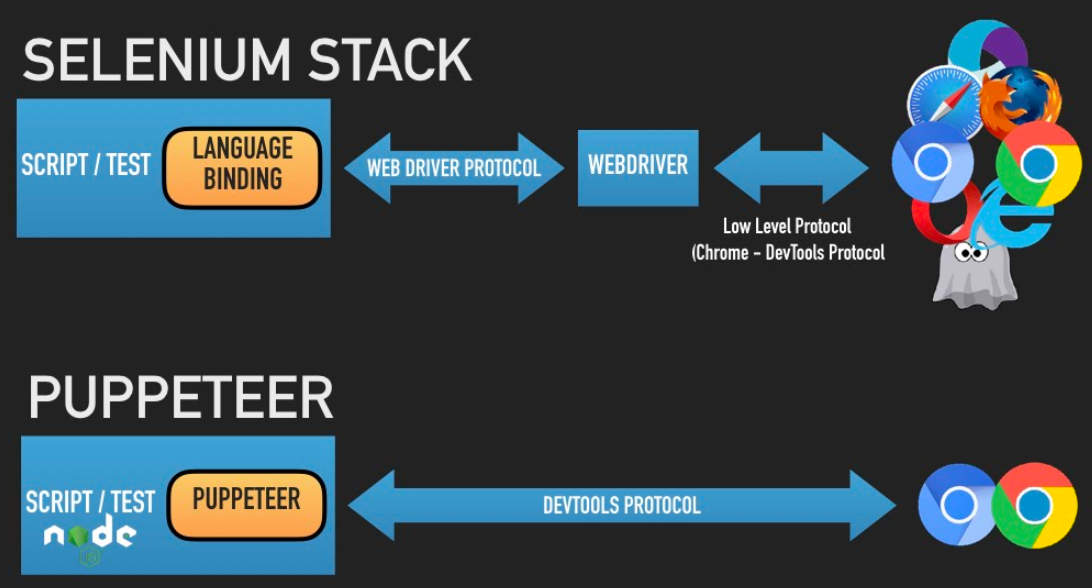 SELENIUM STACK
SCRIPT / TEST
LANGUAGE
BINDING
WEB DRIVER PROTOCOL
WEBDRIVER
Low Level Protocol
(Chrome - DevTools Protocol
PUPPETEER
SCRIPT / TEST
node
JS
PUPPETEER
DEVTOOLS PROTOCOL